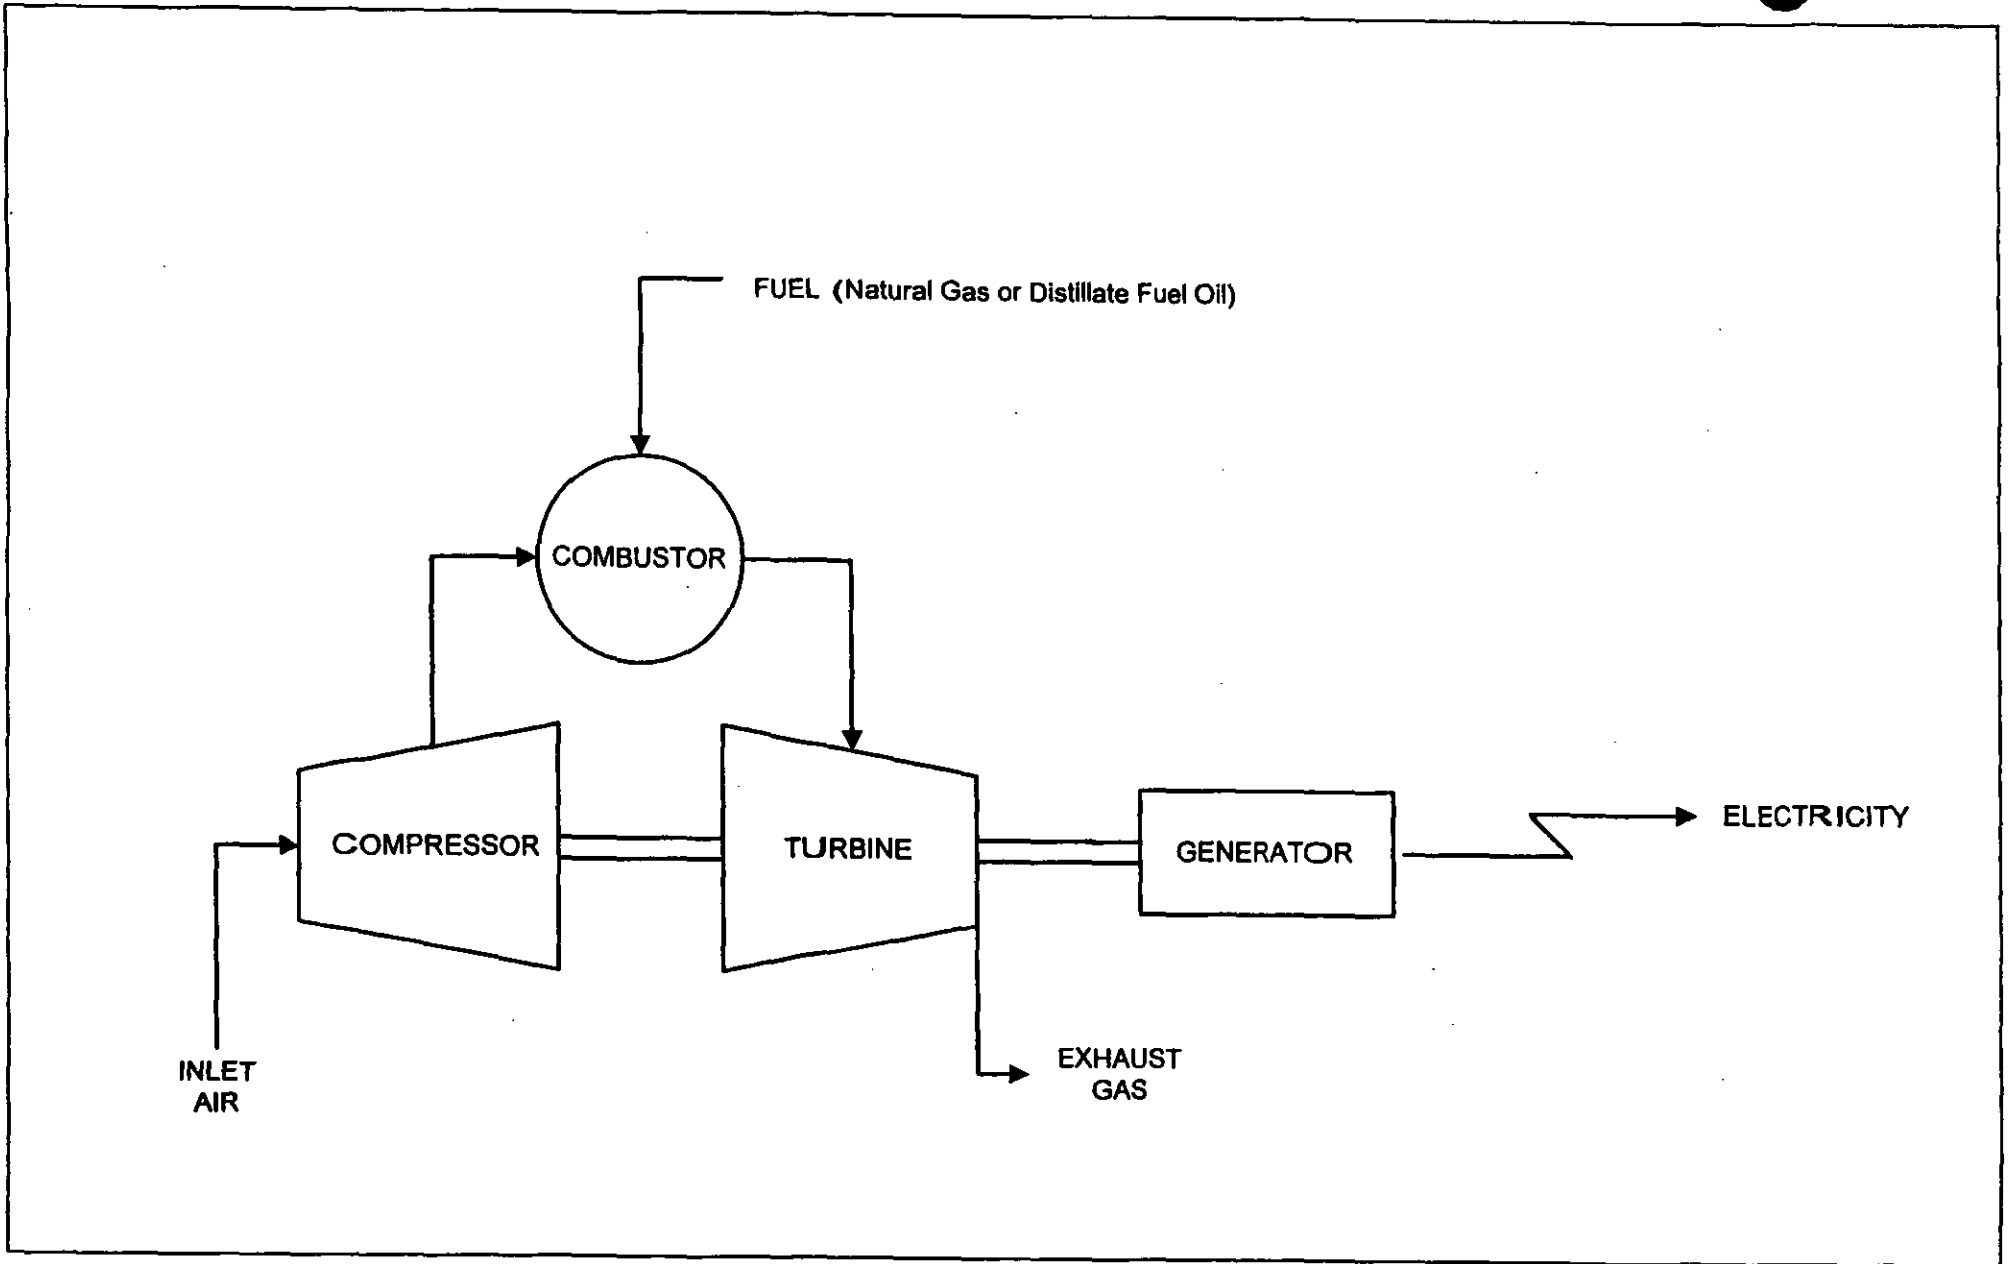 FUEL (Natural Gas or Distillate Fuel Oil)
COMBUSTOR
COMPRESSOR
TURBINE
GENERATOR
ELECTRICITY
INLET
AIR
EXHAUST
GAS